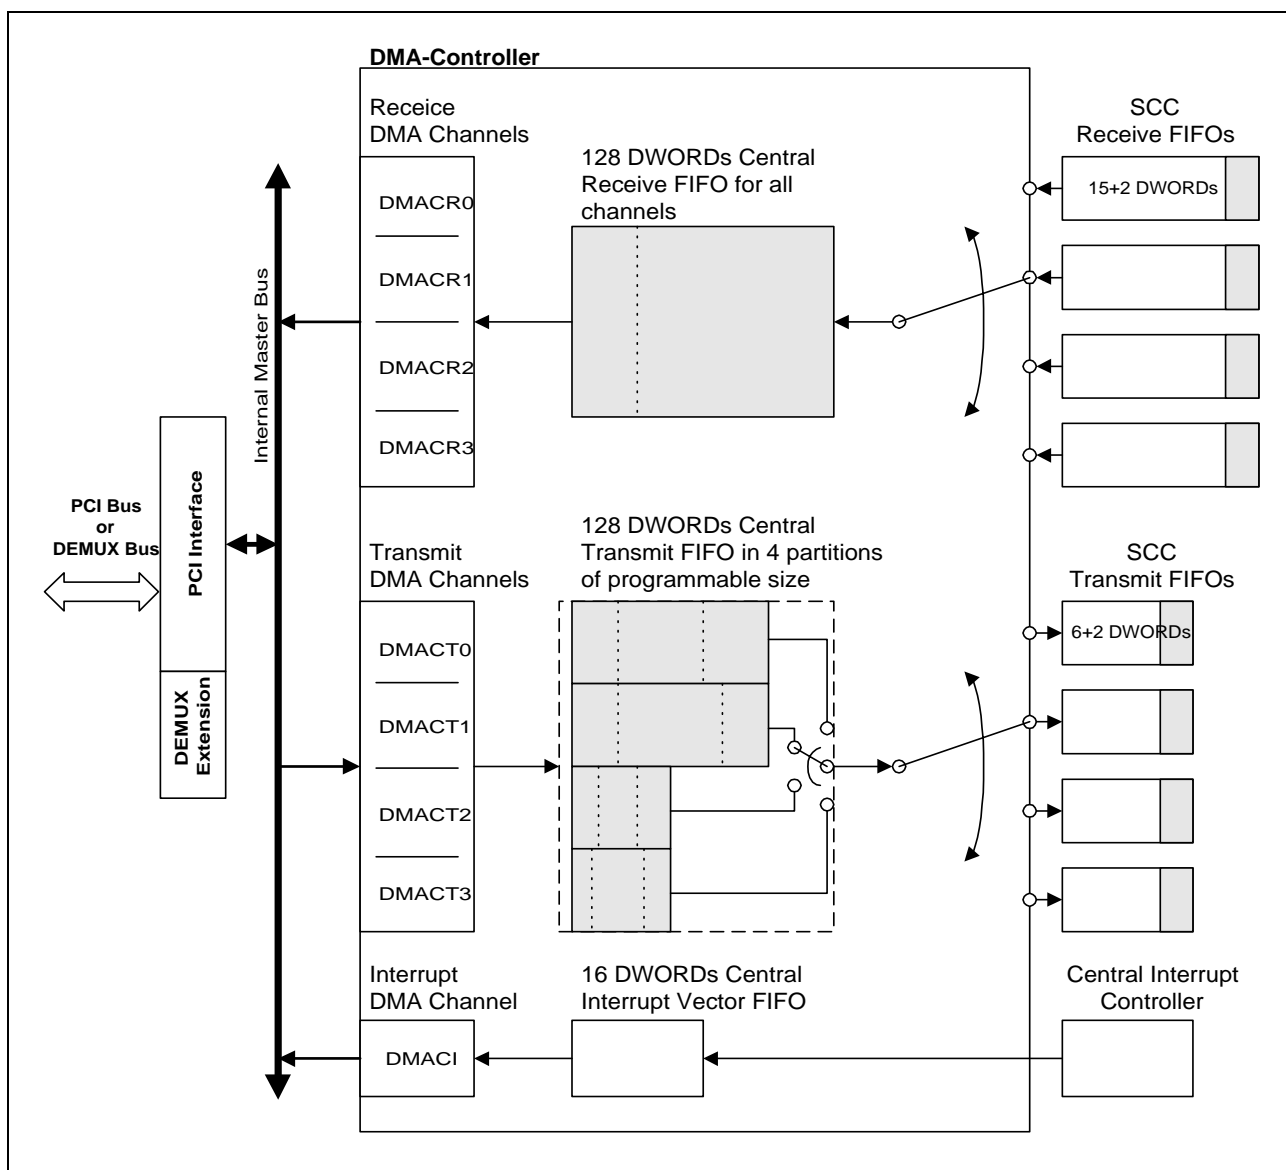 DMA-Controller
Receice
DMA Channels
128 DWORDs Central
Receive FIFO for all
channels
SCC
Receive FIFOs
15+2 DWORDs
DMACR0
DMACR1
DMACR2
DMACR3
Internal Master Bus
PCI Bus
or
DEMUX Bus
PCI Interface
DEMUX
Extension
Transmit
DMA Channels
128 DWORDs Central
Transmit FIFO in 4 partitions
of programmable size
SCC
Transmit FIFOs
6+2 DWORDs
DMACT0
DMACT1
DMACT2
DMACT3
Interrupt
DMA Channel
16 DWORDs Central
Interrupt Vector FIFO
Central Interrupt
Controller
DMACI